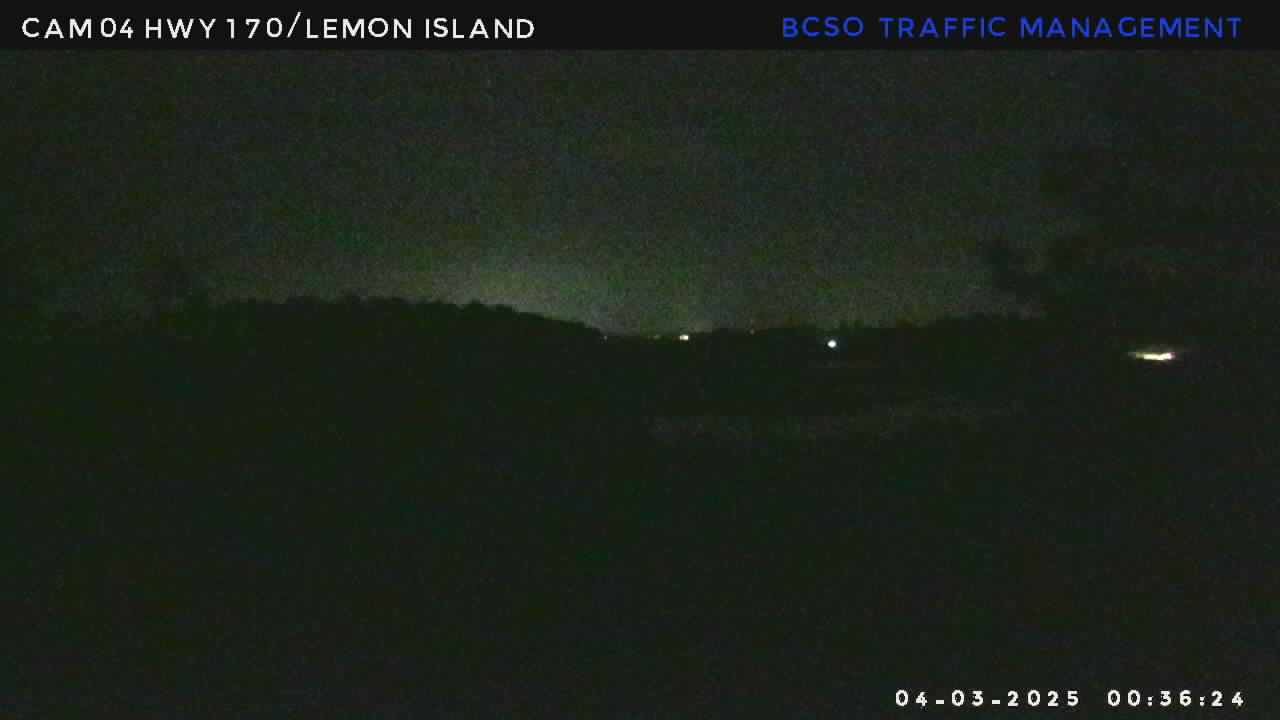 CAM04 HWY 170/LEMON ISLAND
BCSO TRAFFIC MANAGEMENT
04-03-2025 00:36:24